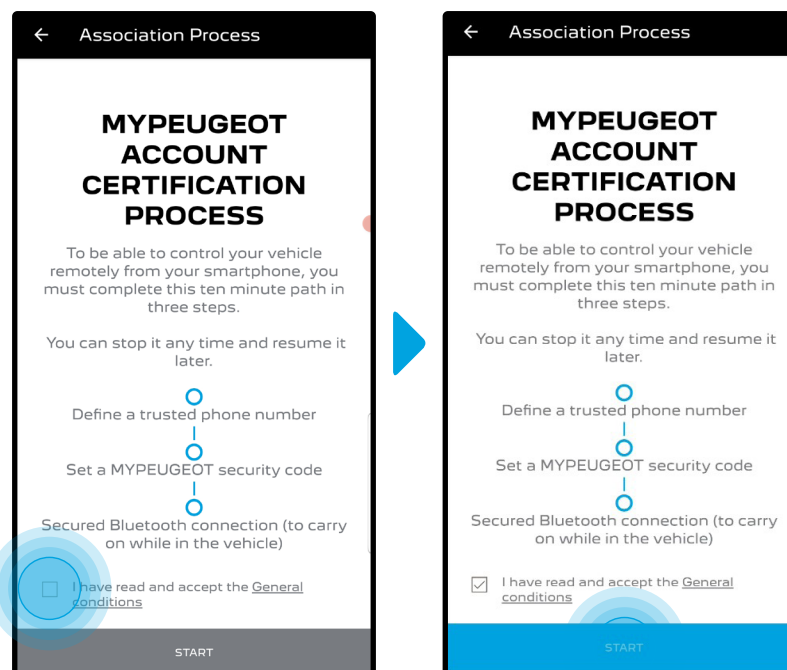 Association Process
MYPEUGEOT
ACCOUNT
CERTIFICATION
PROCESS
To be able to control your vehicle
remotely from your smartphone, you
must complete this ten minute path in
three steps.
You can stop it any time and resume it
later.
Define a trusted phone number
Set a MYPEUGEOT security code
Secured Bluetooth connection (to carry
on while in the vehicle)
I have read and accept the General
conditions
START
Association Process
MYPEUGEOT
ACCOUNT
CERTIFICATION
PROCESS
To be able to control your vehicle
remotely from your smartphone, you
must complete this ten minute path in
three steps.
You can stop it any time and resume it
later.
Define a trusted phone number
Set a MYPEUGEOT security code
Secured Bluetooth connection (to carry
on while in the vehicle)
I have read and accept the General
conditions
START